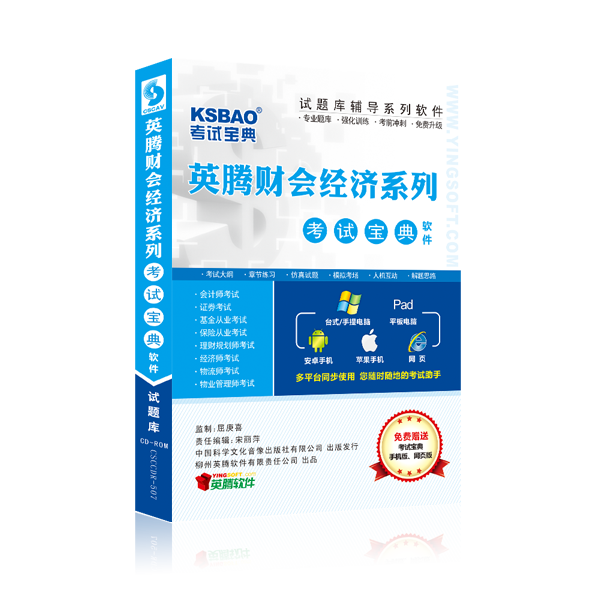 CSCAV
英腾财会经济系列
考试宝典
软件
试题库
CD-ROM
CSCCDR-507
KSBAO®
考试宝典
试题库辅导系列软件
·专业题库 ·强化训练 ·考前冲刺 ·免费升级
WWW.YINGSOFT.COM
英腾财会经济系列
考试宝典
软件
·考试大纲 ·章节练习 ·仿真试题 ·模拟考场 ·人机互动 ·解题思路
·会计师考试
·证券考试
·基金从业考试
·保险从业考试
·理财规划师考试
·经济师考试
·物流师考试
·物业管理师考试
Pad
台式/手提电脑
平板电脑
安卓手机
苹果手机
网 页
多平台同步使用 您随时随地的考试助手
监制:屈庚喜
责任编辑:宋丽萍
中国科学文化音像出版社有限公司 出版发行
柳州英腾软件有限责任公司 出品
YINGSOFT.COM
英腾软件
免费赠送
考试宝典
手机版、网页版